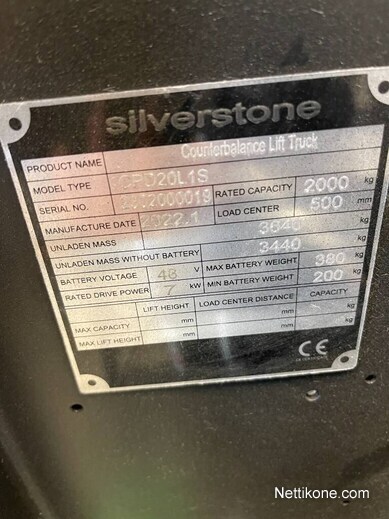 silverstone
PRODUCT NAME Counterbalance Lift Truck
MODEL TYPE CPD20L1S RATED CAPACITY 2000 kg
SERIAL NO. LOAD CENTER 500 mm
MANUFACTURE DATE 2022.1
UNLADEN MASS kg
UNLADEN MASS WITHOUT BATTERY 3440 kg
BATTERY VOLTAGE 48 V MAX BATTERY WEIGHT 380 kg
RATED DRIVE POWER 7 kW MIN BATTERY WEIGHT 200 kg
LIFT HEIGHT LOAD CENTER DISTANCE CAPACITY
MAX CAPACITY mm mm kg
MAX LIFT HEIGHT mm mm kg
CE
Nettikone.com